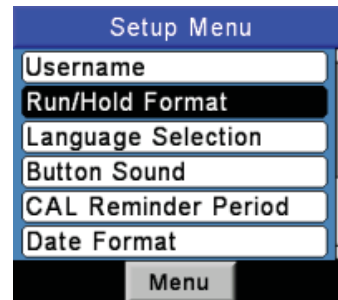 Setup Menu
Username
Run/Hold Format
Language Selection
Button Sound
CAL Reminder Period
Date Format
Menu